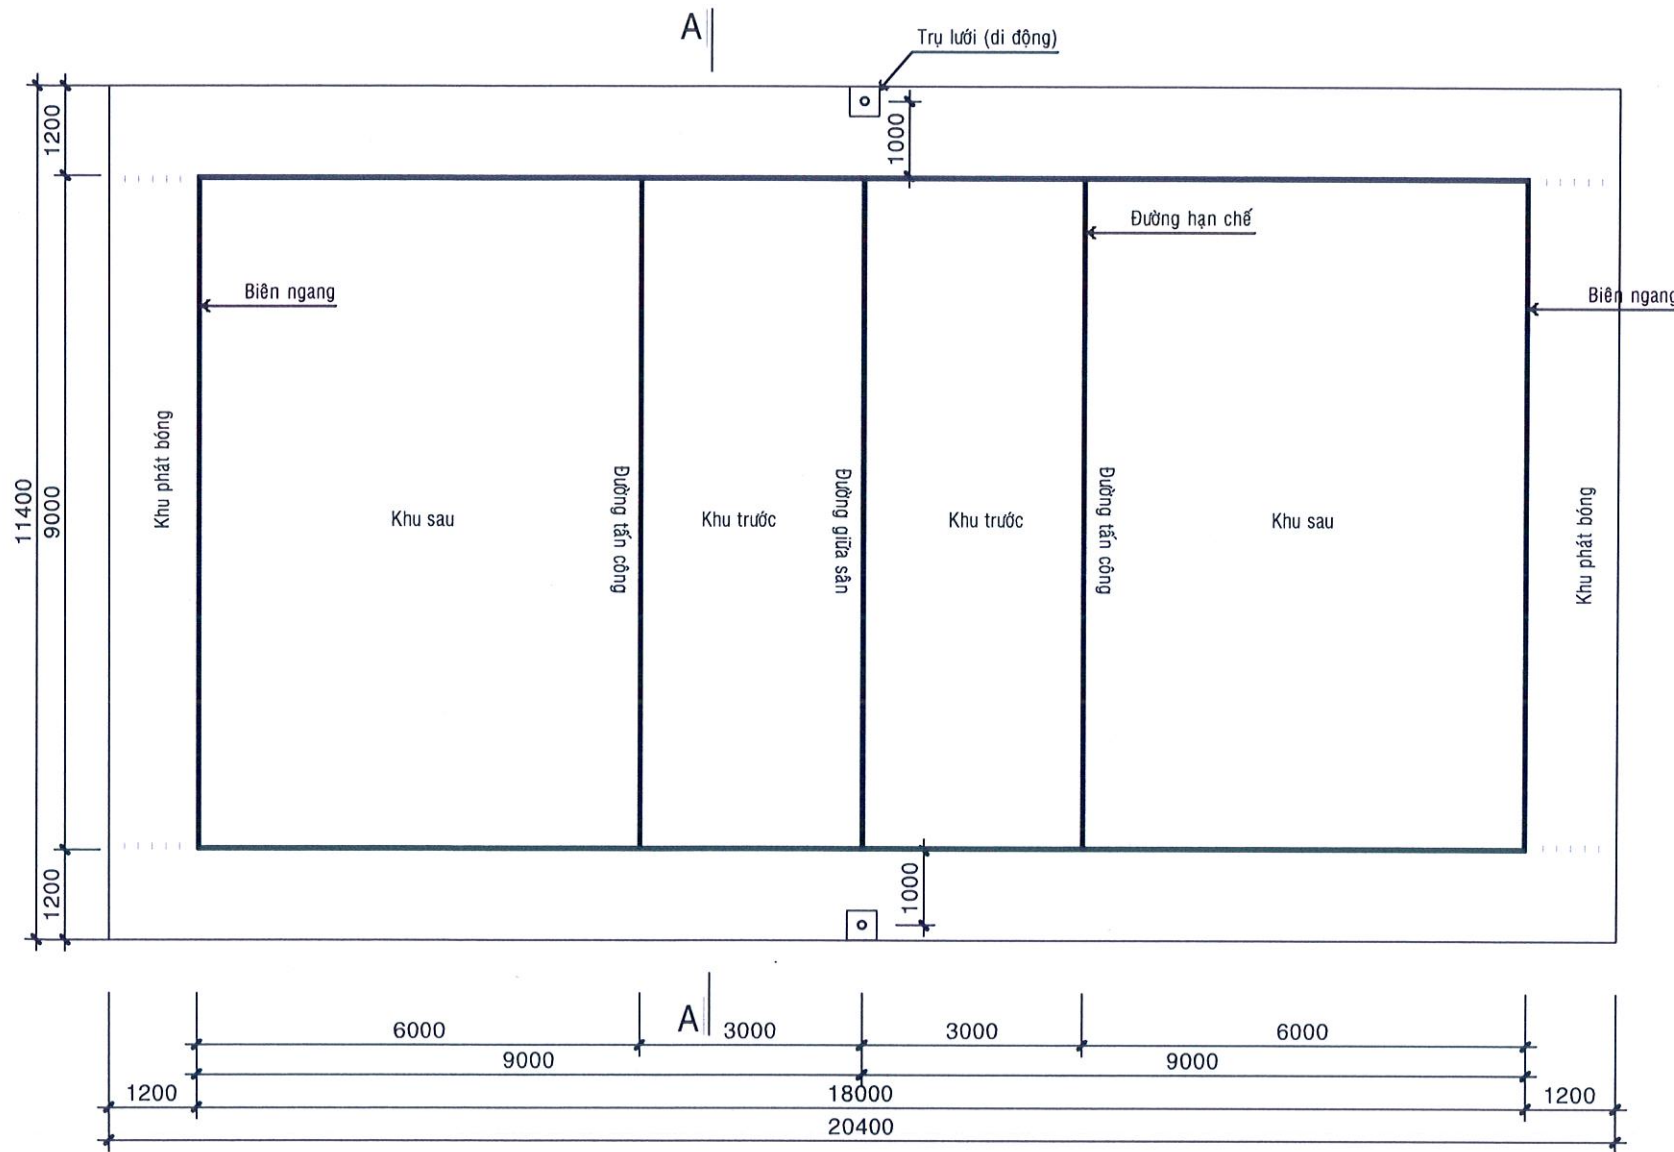 A
Trụ lưới (di động)
1200
1000
Đường hạn chế
Biên ngang
Biên ngang
Khu phát bóng
11400
9000
Khu sau
Đường tấn công
Khu trước
Đường giữa sân
Khu trước
Đường tấn công
Khu sau
Khu phát bóng
1200
1000
A
6000
3000
3000
6000
9000
9000
1200
18000
1200
20400